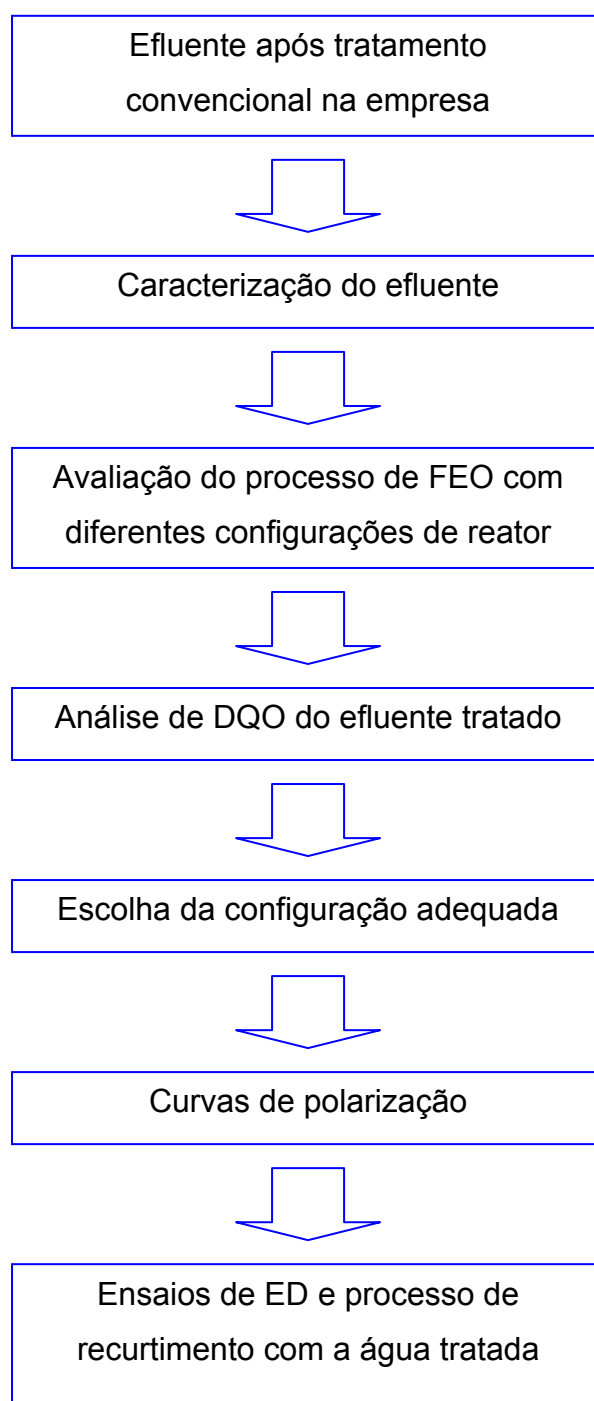 Efluente após tratamento
convencional na empresa
Caracterização do efluente
Avaliação do processo de FEO com
diferentes configurações de reator
Análise de DQO do efluente tratado
Escolha da configuração adequada
Curvas de polarização
Ensaios de ED e processo de
recurtimento com a água tratada